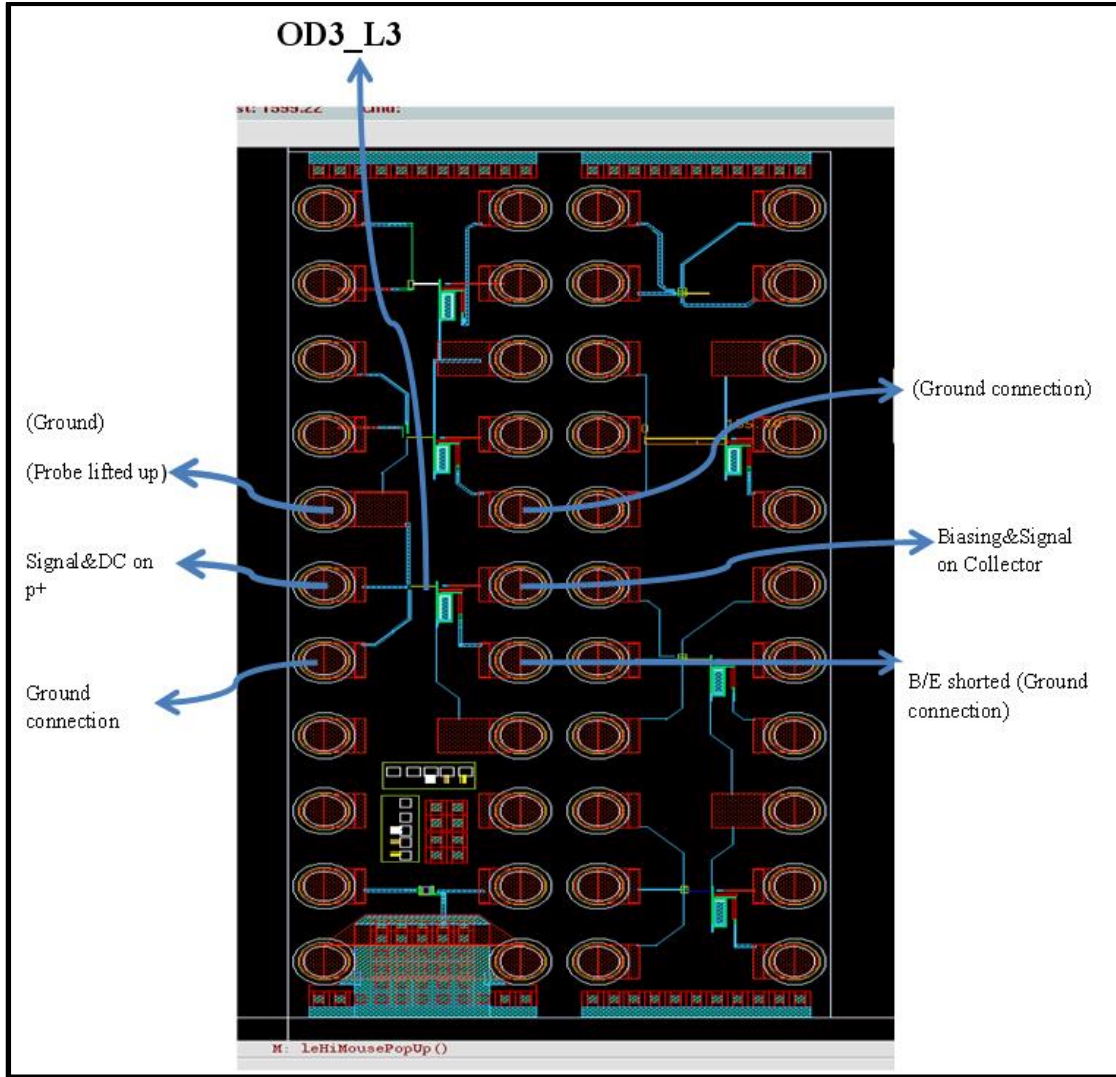 OD3_L3
st: 1599.22 Cmd:
(Ground connection)
(Ground)
(Probe lifted up)
Biasing&Signal
on Collector
Signal&DC on
p+
B/E shorted (Ground
connection)
Ground
connection
M: leHiMousePopUp()